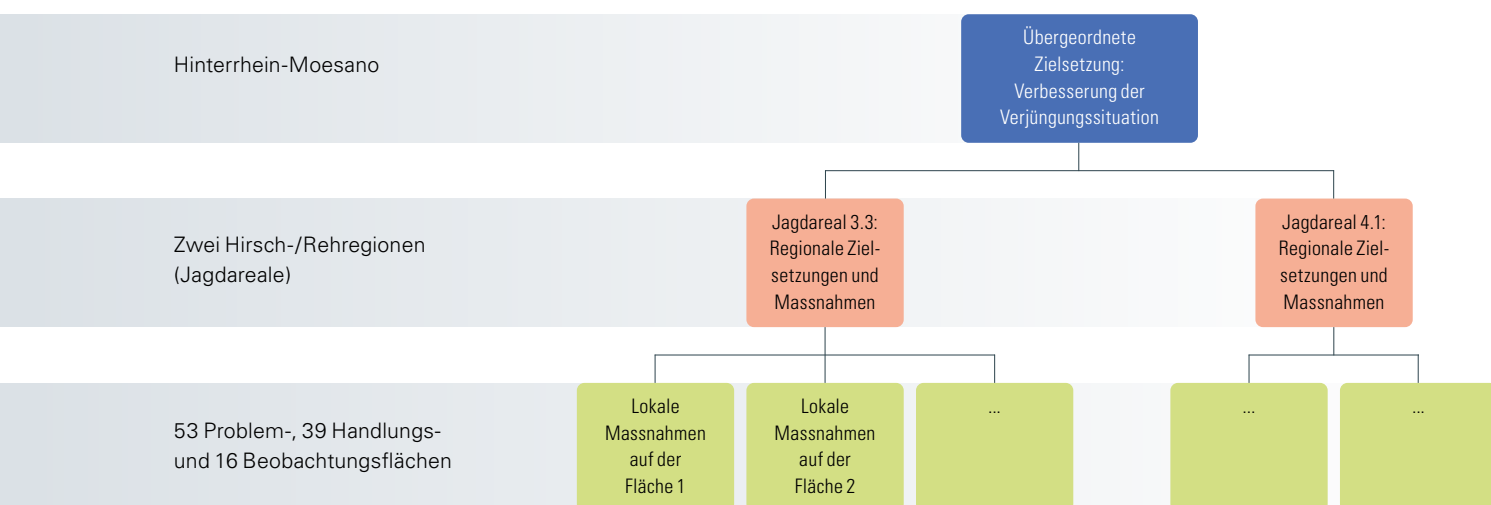 Hinterrhein-Moesano
Übergeordnete
Zielsetzung:
Verbesserung der
Verjüngungssituation
Zwei Hirsch-/Rehregionen
(Jagdareale)
Jagdareal 3.3:
Regionale Ziel-
setzungen und
Massnahmen
Jagdareal 4.1:
Regionale Ziel-
setzungen und
Massnahmen
53 Problem-, 39 Handlungs-
und 16 Beobachtungsflächen
Lokale
Massnahmen
auf der
Fläche 1
Lokale
Massnahmen
auf der
Fläche 2
...
...
...